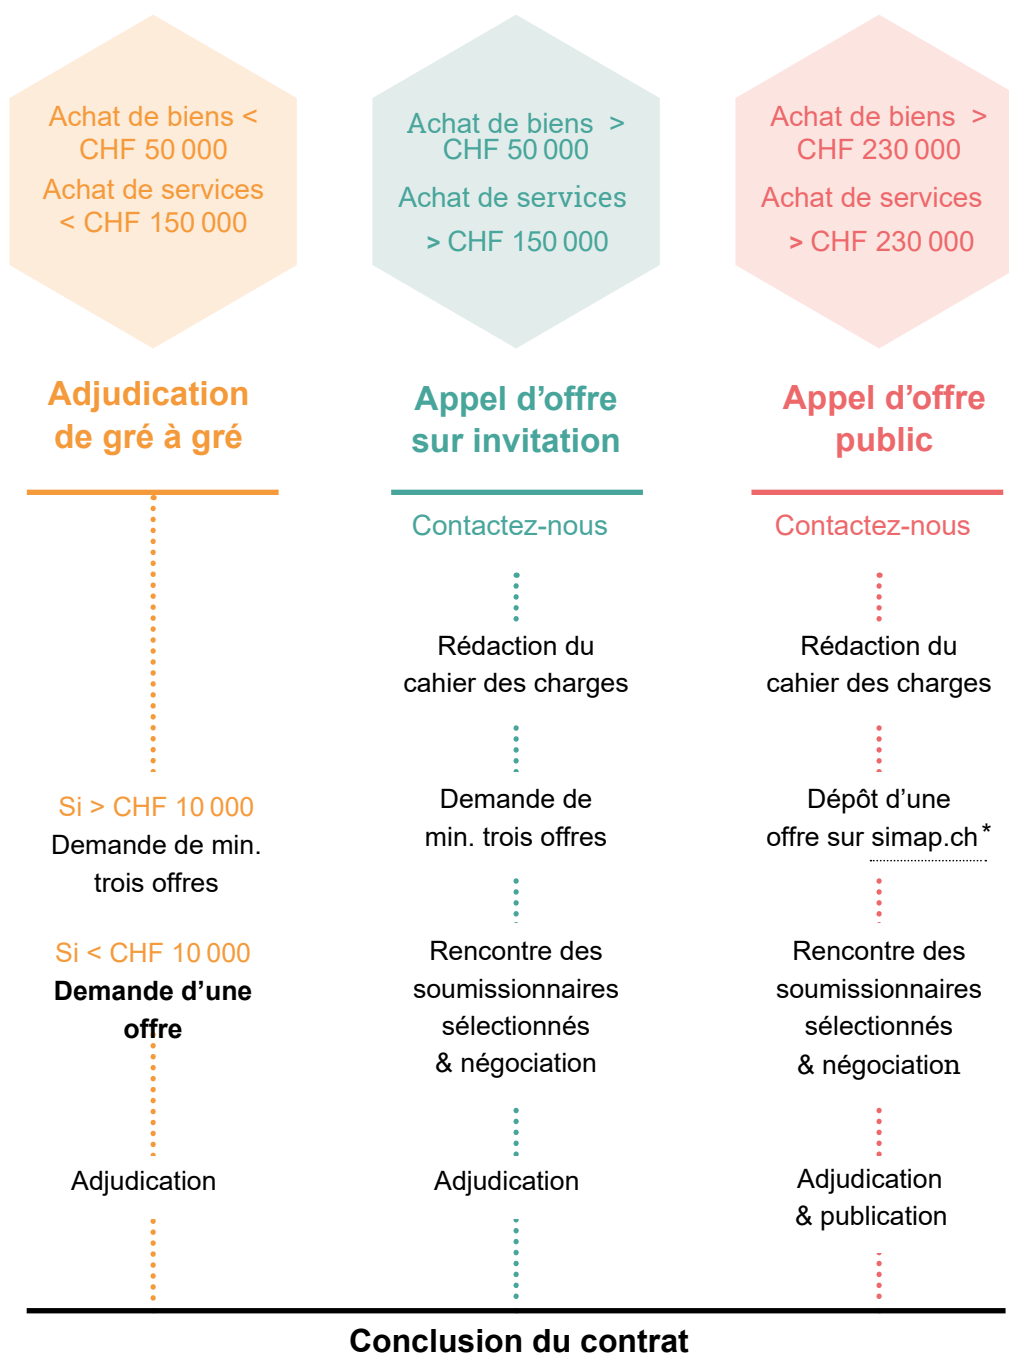 Achat de biens <
CHF 50 000
Achat de services
< CHF 150 000
Adjudication
de gré à gré
Si > CHF 10 000
Demande de min.
trois offres
Si < CHF 10 000
Demande d’une
offre
Adjudication
Achat de biens >
CHF 50 000
Achat de services
> CHF 150 000
Appel d’offre
sur invitation
Contactez-nous
Rédaction du
cahier des charges
Demande de
min. trois offres
Rencontre des
soumissionnaires
sélectionnés
& négociation
Adjudication
Achat de biens >
CHF 230 000
Achat de services
> CHF 230 000
Appel d’offre
public
Contactez-nous
Rédaction du
cahier des charges
Dépôt d’une
offre sur simap.ch*
Rencontre des
soumissionnaires
sélectionnés
& négociation
Adjudication
& publication
Conclusion du contrat